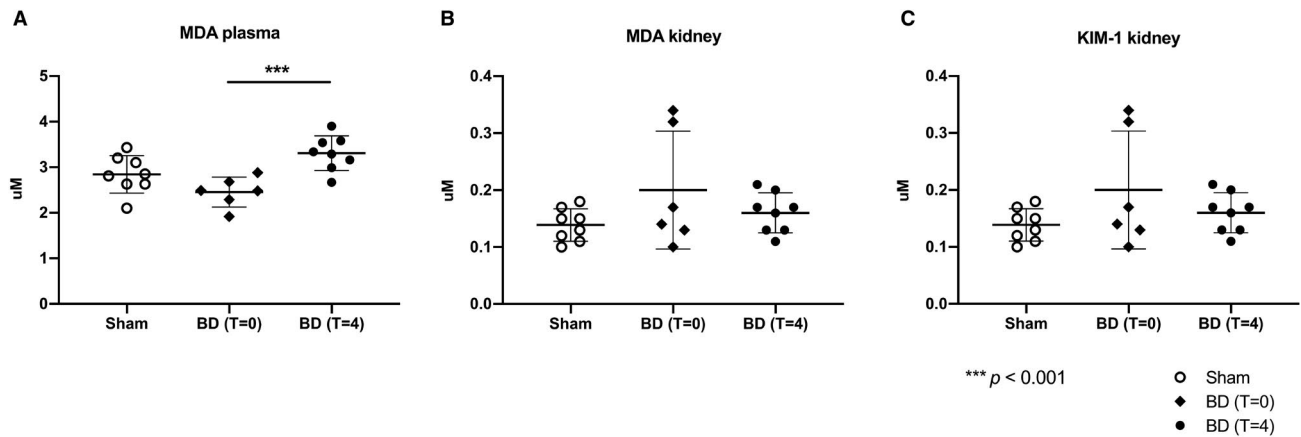 A
MDA plasma
***
5
4
3
2
1
0
uM
Sham
BD (T=0)
BD (T=4)
B
MDA kidney
0.4
0.3
0.2
0.1
0.0
uM
Sham
BD (T=0)
BD (T=4)
C
KIM-1 kidney
0.4
0.3
0.2
0.1
0.0
uM
Sham
BD (T=0)
BD (T=4)
*** p < 0.001
Sham
BD (T=0)
BD (T=4)